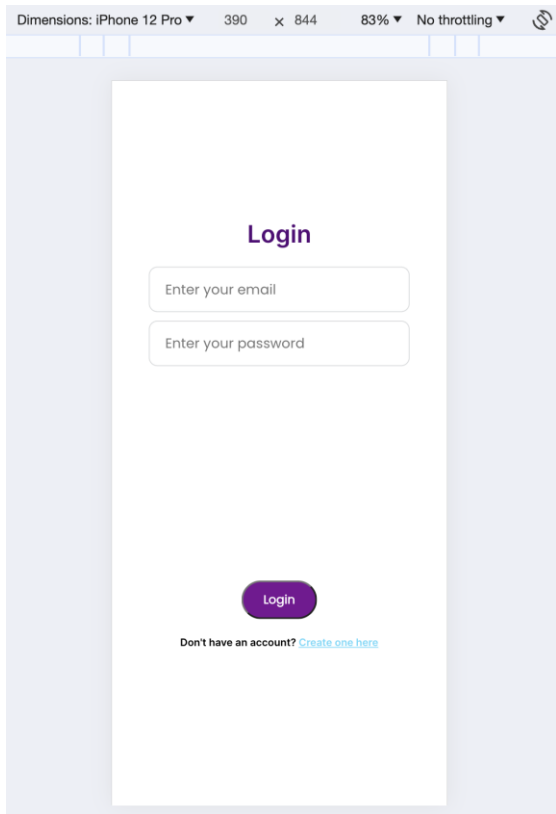 Dimensions: iPhone 12 Pro ▼ 390 × 844 83% ▼ No throttling ▼
Login
Enter your email
Enter your password
Login
Don't have an account? Create one here